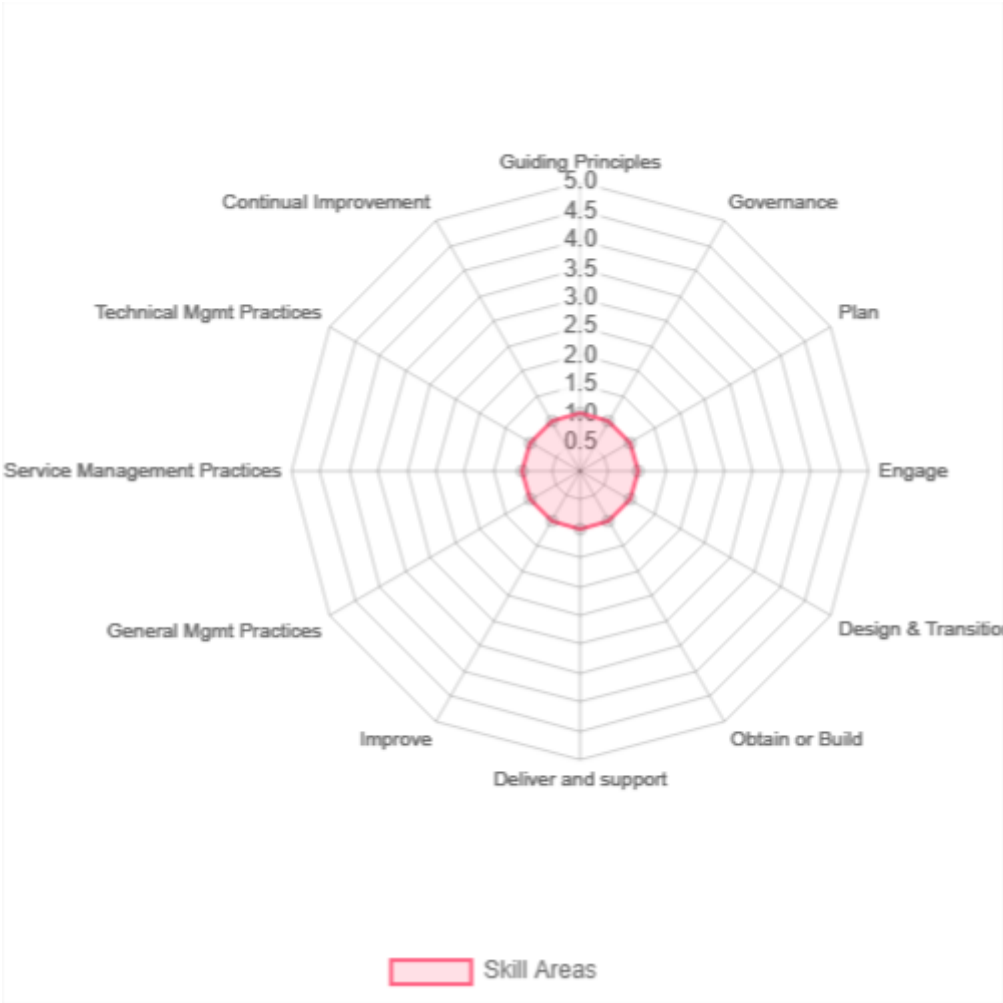 Guiding Principles
5.0
Continual Improvement
Governance
4.5
4.0
3.5
Technical Mgmt Practices
Plan
3.0
2.5
2.0
1.5
1.0
0.5
Service Management Practices
Engage
General Mgmt Practices
Design & Transitio
Improve
Obtain or Build
Deliver and support
Skill Areas